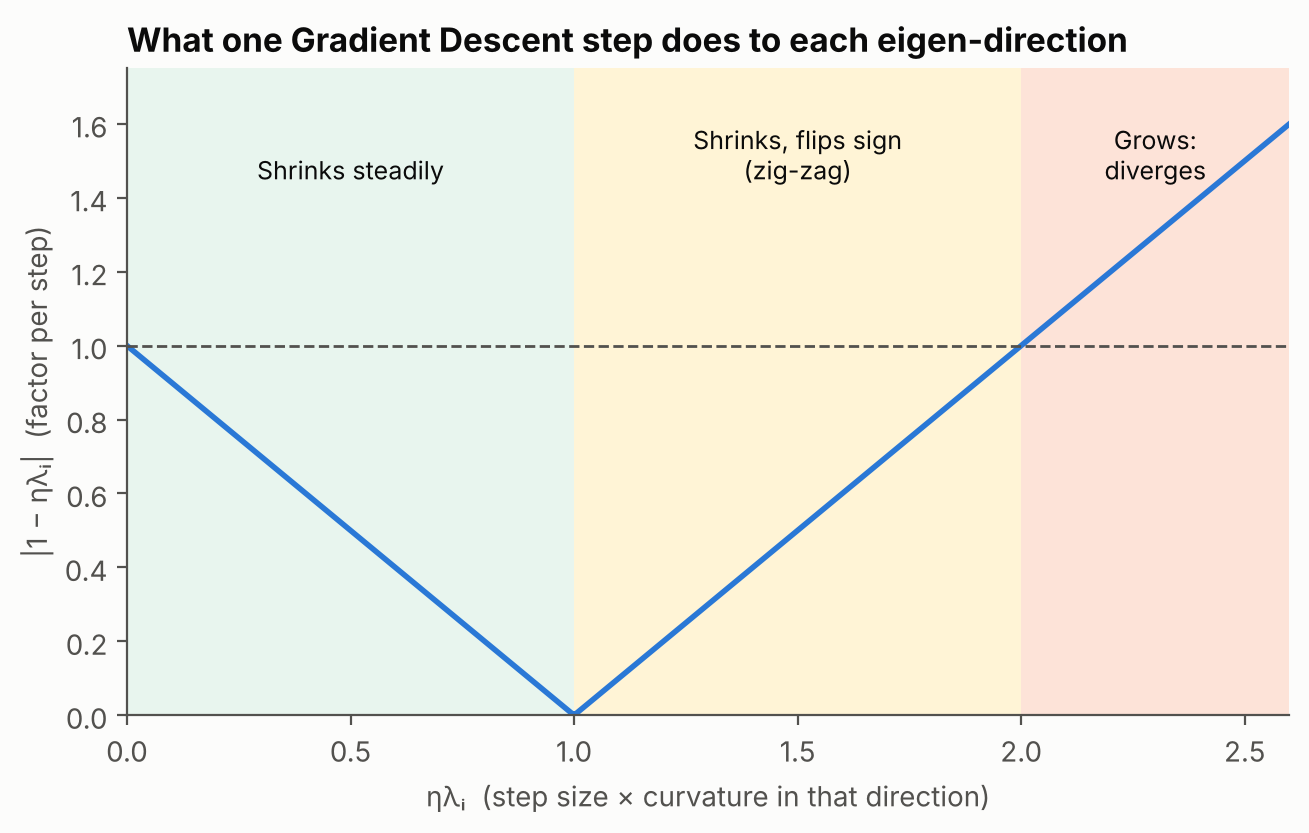 What one Gradient Descent step does to each eigen-direction
Shrinks steadily
Shrinks, flips sign
(zig-zag)
Grows:
diverges
|1 − ηλᵢ| (factor per step)
1.6
1.4
1.2
1.0
0.8
0.6
0.4
0.2
0.0
0.0 0.5 1.0 1.5 2.0 2.5
ηλᵢ (step size × curvature in that direction)